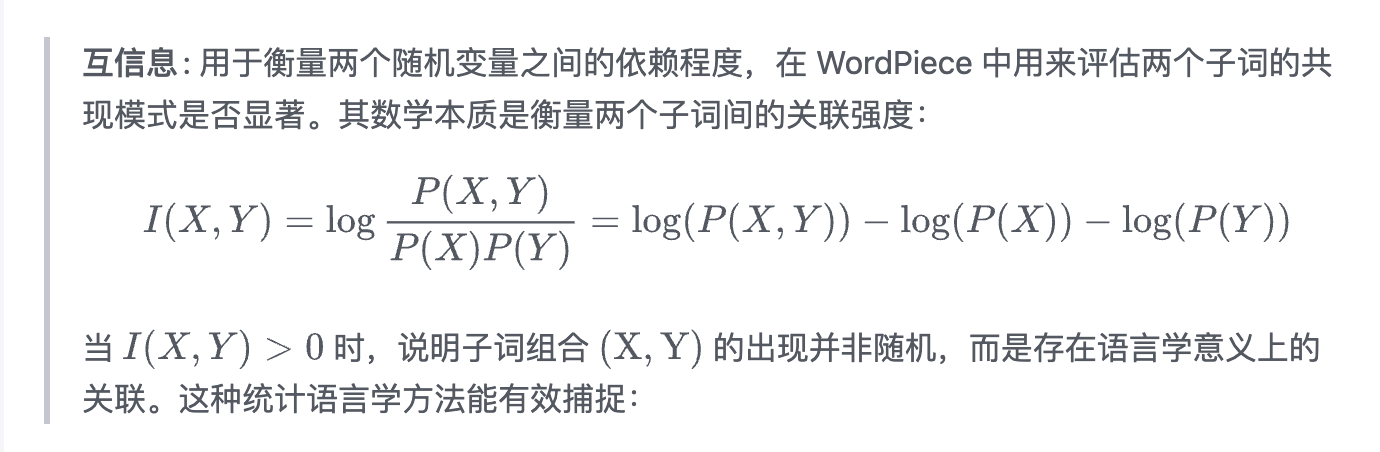 互信息：用于衡量两个随机变量之间的依赖程度，在 WordPiece 中用来评估两个子词的共
现模式是否显著。其数学本质是衡量两个子词间的关联强度：
I(X, Y) = log \frac{P(X, Y)}{P(X)P(Y)} = log(P(X, Y)) − log(P(X)) − log(P(Y))
当 I(X, Y) > 0 时，说明子词组合 (X, Y) 的出现并非随机，而是存在语言学意义上的
关联。这种统计语言学方法能有效捕捉：